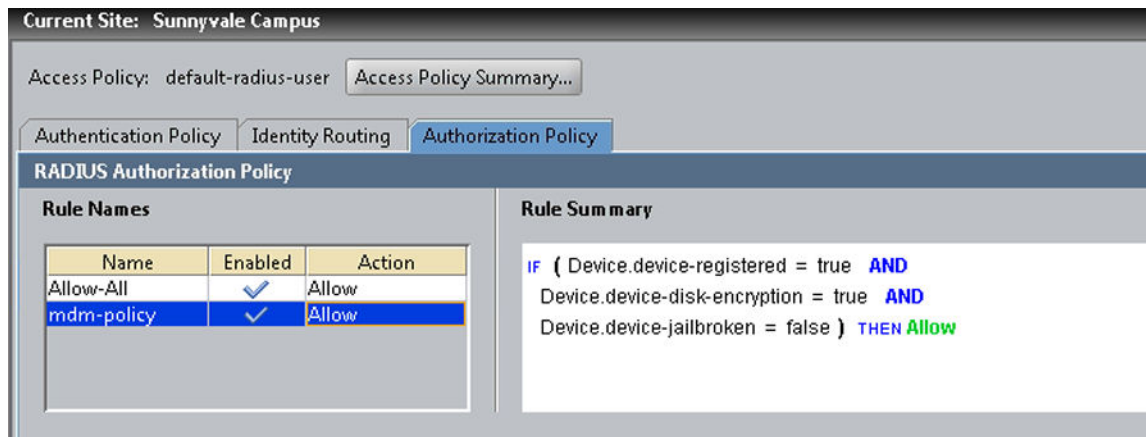 Current Site: Sunnyvale Campus
Access Policy: default-radius-user Access Policy Summary...
Authentication Policy Identity Routing Authorization Policy
RADIUS Authorization Policy
Rule Names
Name Enabled Action
Allow-All Allow
mdm-policy Allow
Rule Summary
IF ( Device.device-registered = true AND
Device.device-disk-encryption = true AND
Device.device-jailbroken = false ) THEN Allow